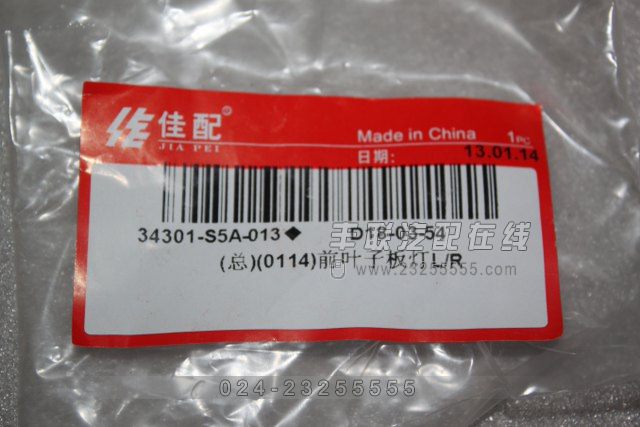 佳配®
JIA PEI
Made in China 1PC
日期: 13.01.14
34301-S5A-013◆ D18-03-54
(总)(0114)前叶子板灯L/R
丰联汽配在线
www.23255555.com
024-23255555